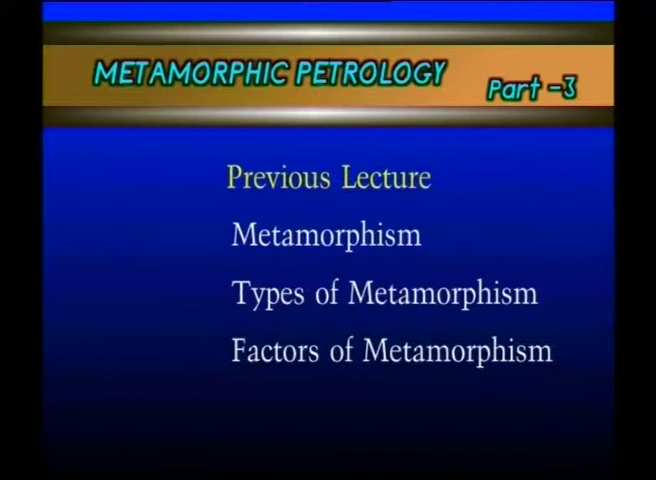 METAMORPHIC PETROLOGY Part -3
Previous Lecture
Metamorphism
Types of Metamorphism
Factors of Metamorphism